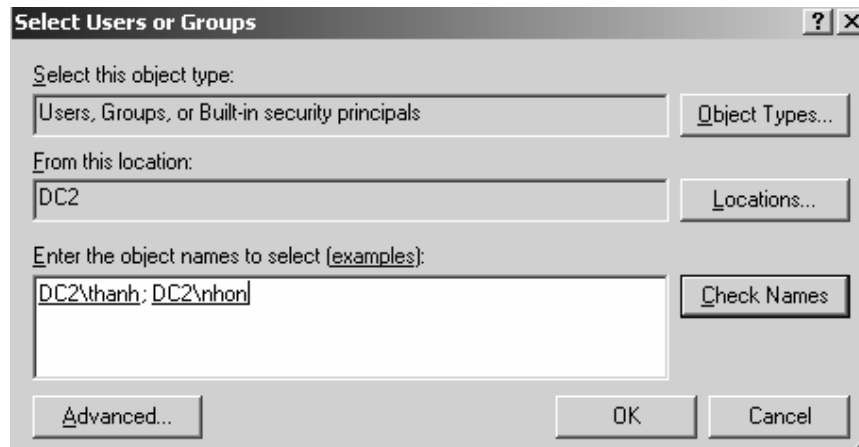 Select Users or Groups
Select this object type:
Users, Groups, or Built-in security principals
Object Types...
From this location:
DC2
Locations...
Enter the object names to select (examples):
DC2\thanh; DC2\nhon
Check Names
Advanced...
OK
Cancel